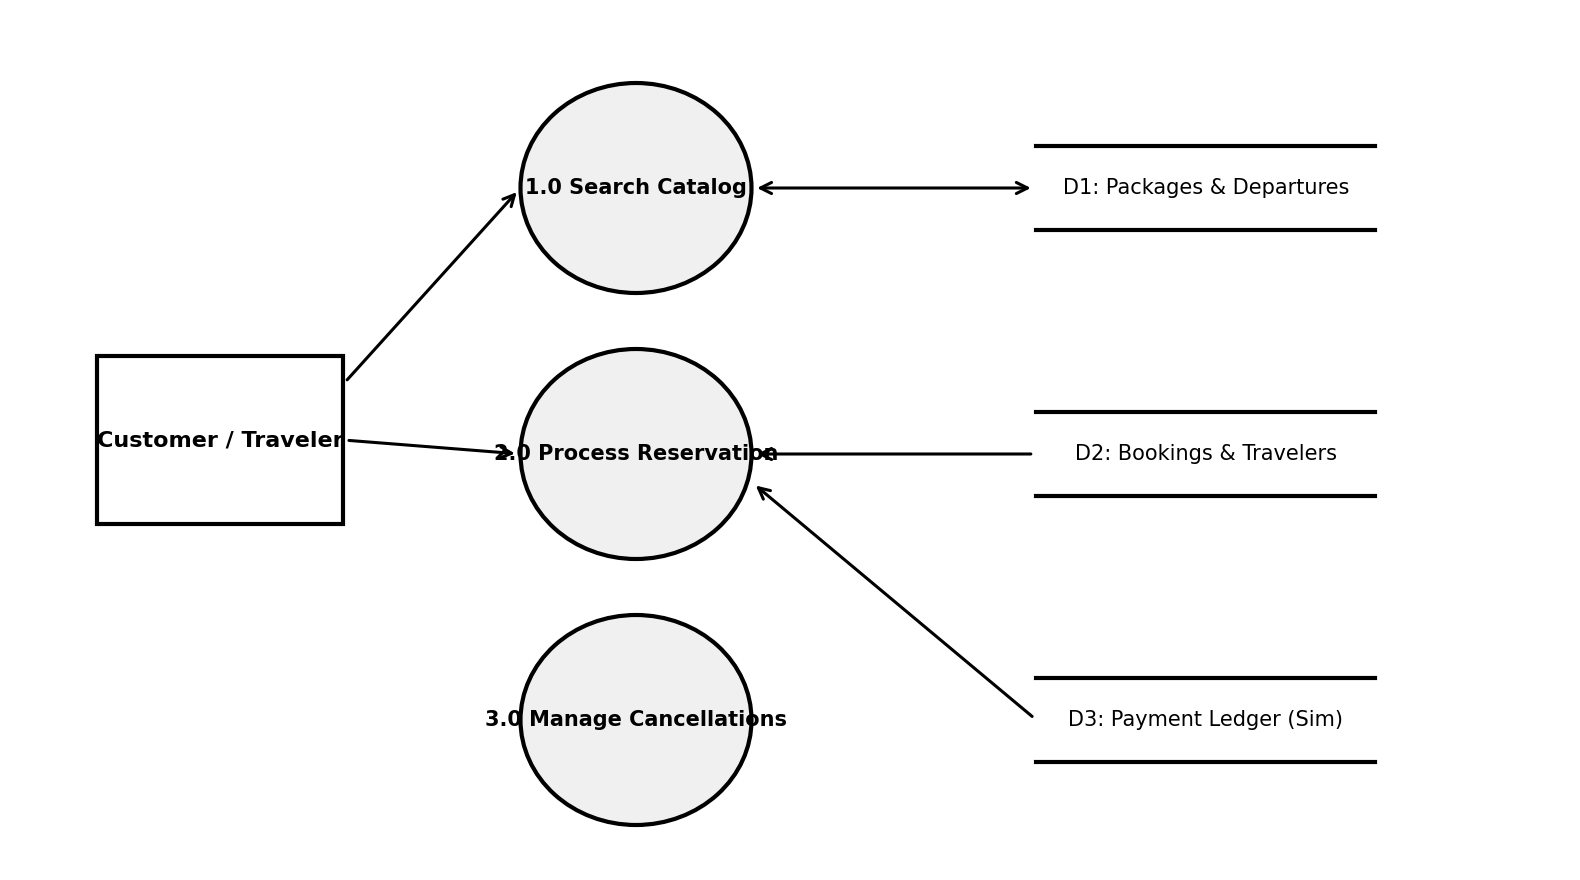 1.0 Search Catalog
D1: Packages & Departures
Customer / Traveler
2.0 Process Reservation
D2: Bookings & Travelers
3.0 Manage Cancellations
D3: Payment Ledger (Sim)